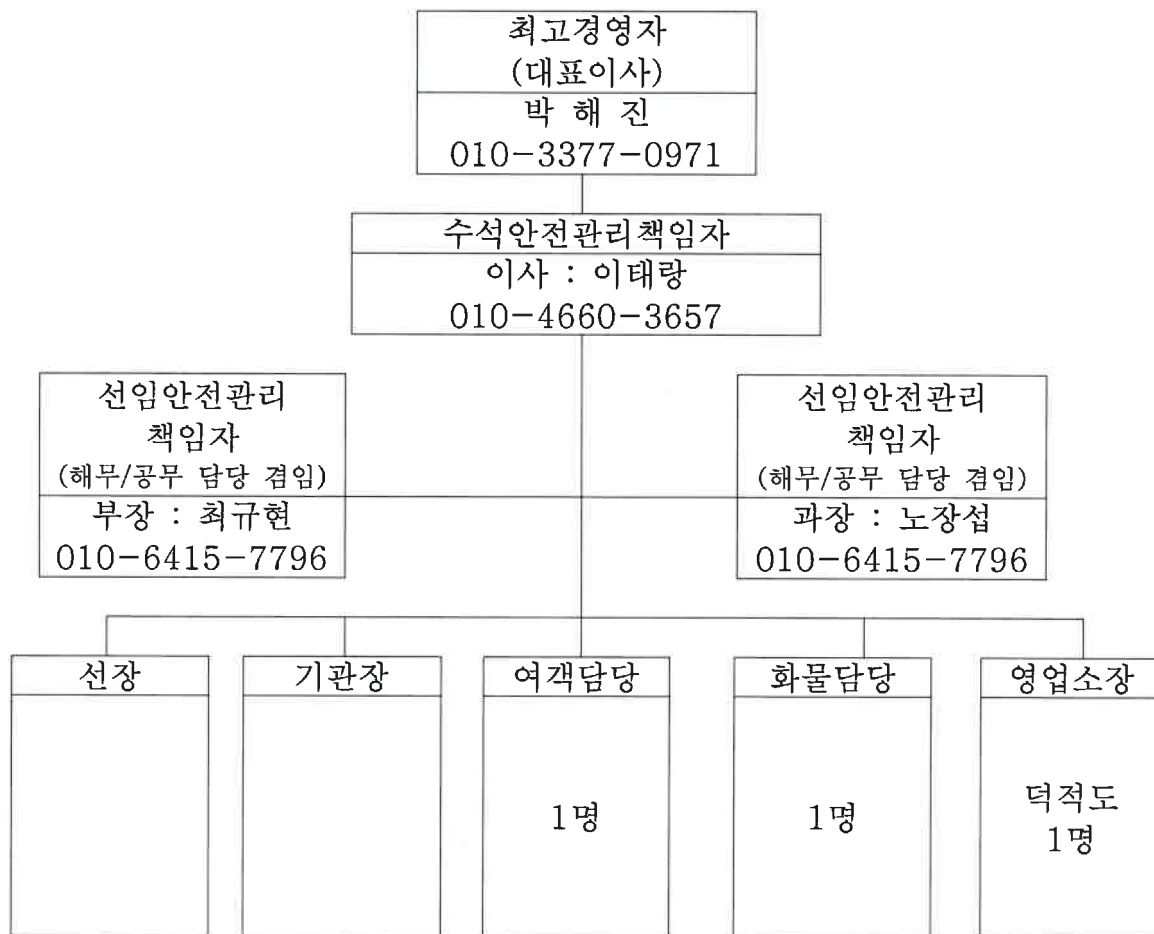 최고경영자
(대표이사)
박 해 진
010-3377-0971
수석안전관리책임자
이사 : 이태랑
010-4660-3657
선임안전관리
책임자
(해무/공무 담당 겸임)
부장 : 최규현
010-6415-7796
선임안전관리
책임자
(해무/공무 담당 겸임)
과장 : 노장섭
010-6415-7796
선장
기관장
여객담당
1명
화물담당
1명
영업소장
덕적도
1명